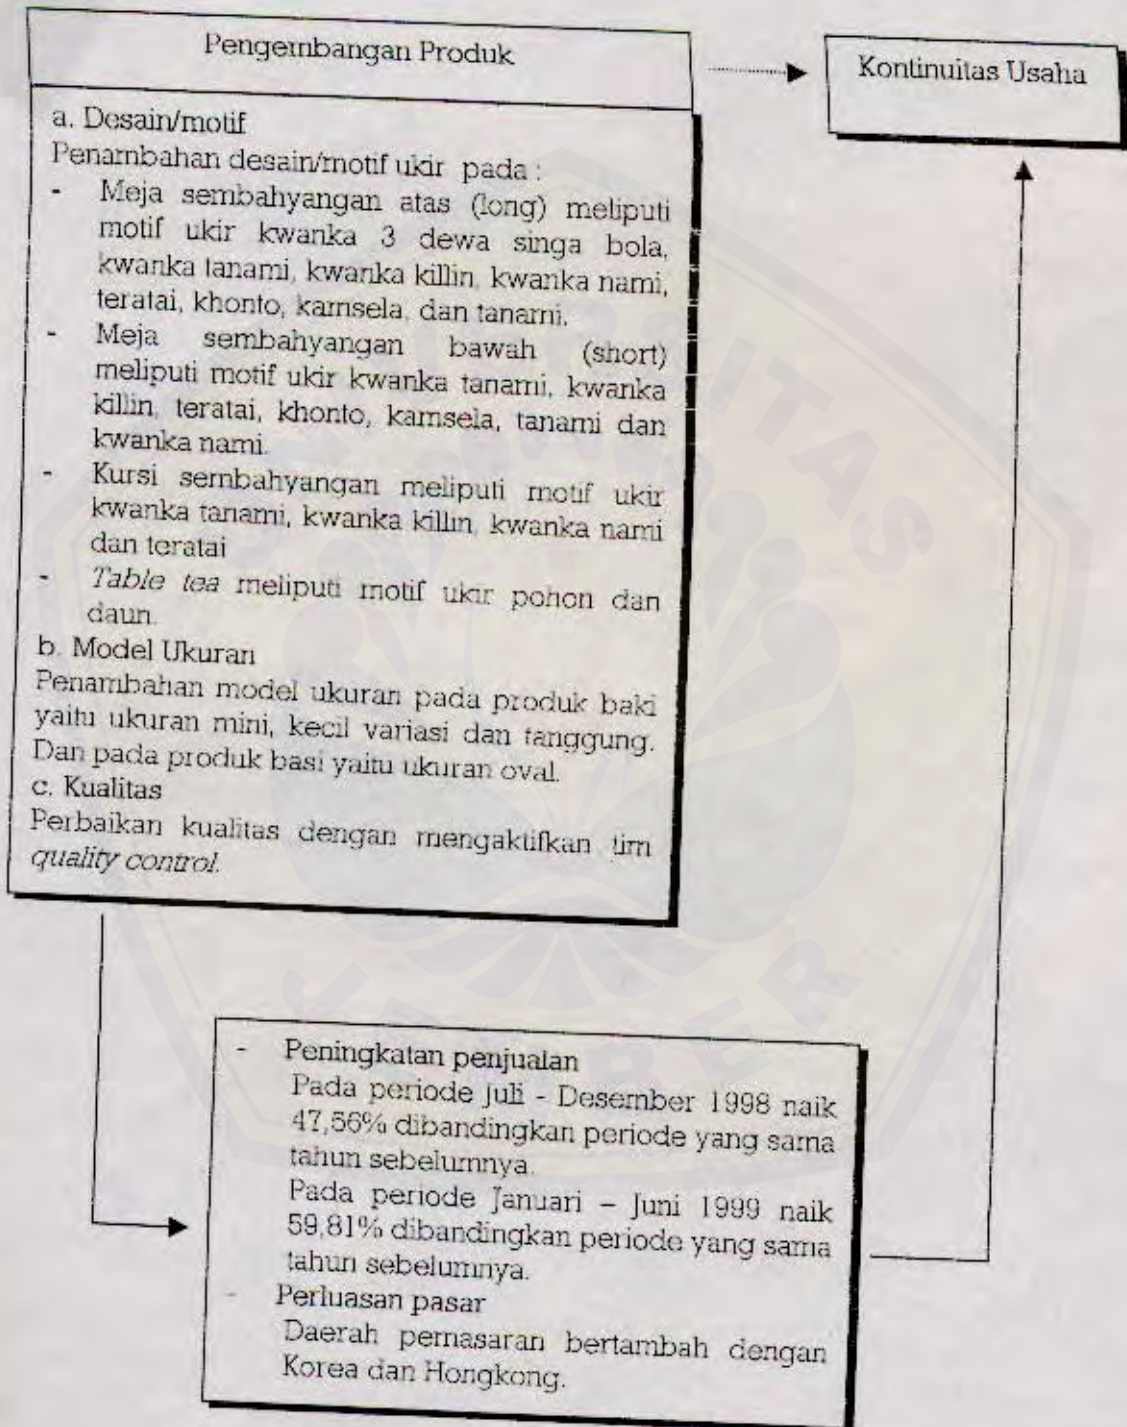 Pengembangan Produk
Kontinuitas Usaha
a. Desain/motif
Penambahan desain/motif ukir pada :
- Meja sembahyangan atas (long) meliputi
motif ukir kwanka 3 dewa singa bola,
kwanka tanami, kwanka killin, kwanka nami,
teratai, khonto, kamsela, dan tanami.
- Meja sembahyangan bawah (short)
meliputi motif ukir kwanka tanami, kwanka
killin, teratai, khonto, kamsela, tanami dan
kwanka nami.
- Kursi sembahyangan meliputi motif ukir
kwanka tanami, kwanka killin, kwanka nami
dan teratai
- Table tea meliputi motif ukir pohon dan
daun.
b. Model Ukuran
Penambahan model ukuran pada produk baki
yaitu ukuran mini, kecil variasi dan tanggung.
Dan pada produk basi yaitu ukuran oval.
c. Kualitas
Perbaikan kualitas dengan mengaktifkan tim
quality control.
- Peningkatan penjualan
Pada periode Juli - Desember 1998 naik
47,56% dibandingkan periode yang sama
tahun sebelumnya.
Pada periode Januari – Juni 1999 naik
59,81% dibandingkan periode yang sama
tahun sebelumnya.
- Perluasan pasar
Daerah pemasaran bertambah dengan
Korea dan Hongkong.
UNIVERSITAS
JEMBER